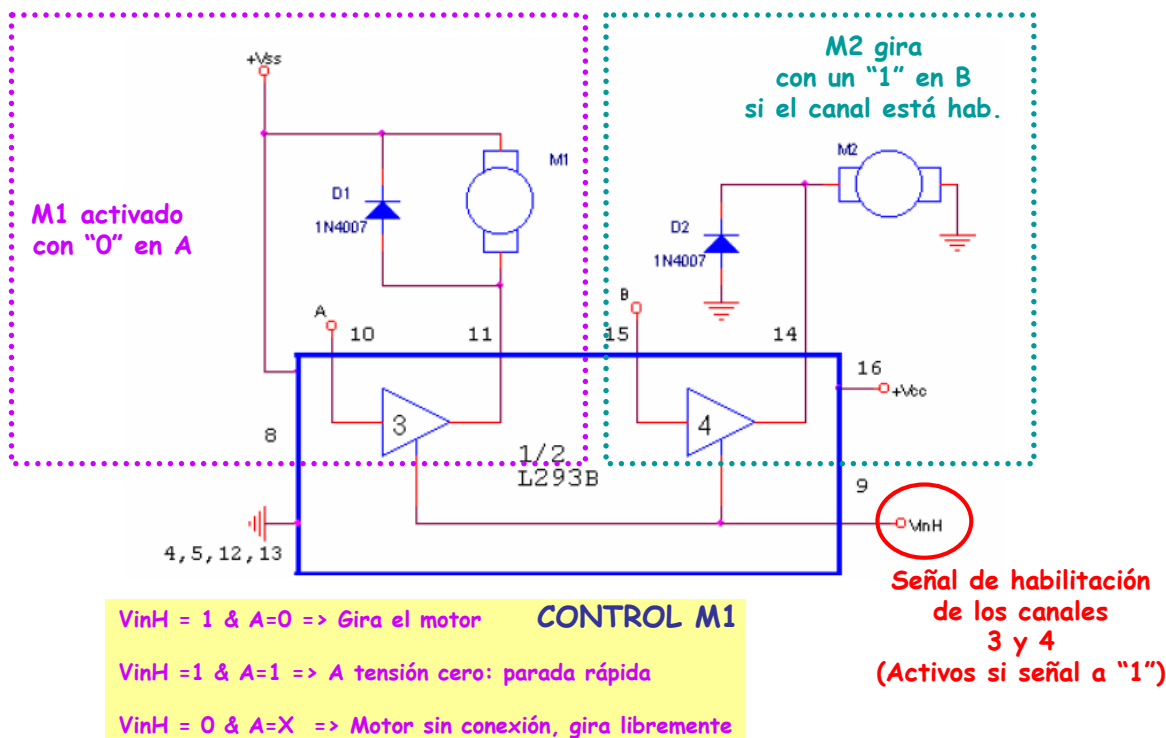 M2 gira
con un “1” en B
si el canal está hab.
+Vss
M1
M2
D1
1N4007
M1 activado
con “0” en A
D2
1N4007
A
B
10
11
15
14
16
+Vcc
3
4
8
1/2
L293B
9
VinH
4,5,12,13
Señal de habilitación
de los canales
3 y 4
(Activos si señal a “1”)
VinH = 1 & A=0 => Gira el motor CONTROL M1
VinH =1 & A=1 => A tensión cero: parada rápida
VinH = 0 & A=X => Motor sin conexión, gira libremente